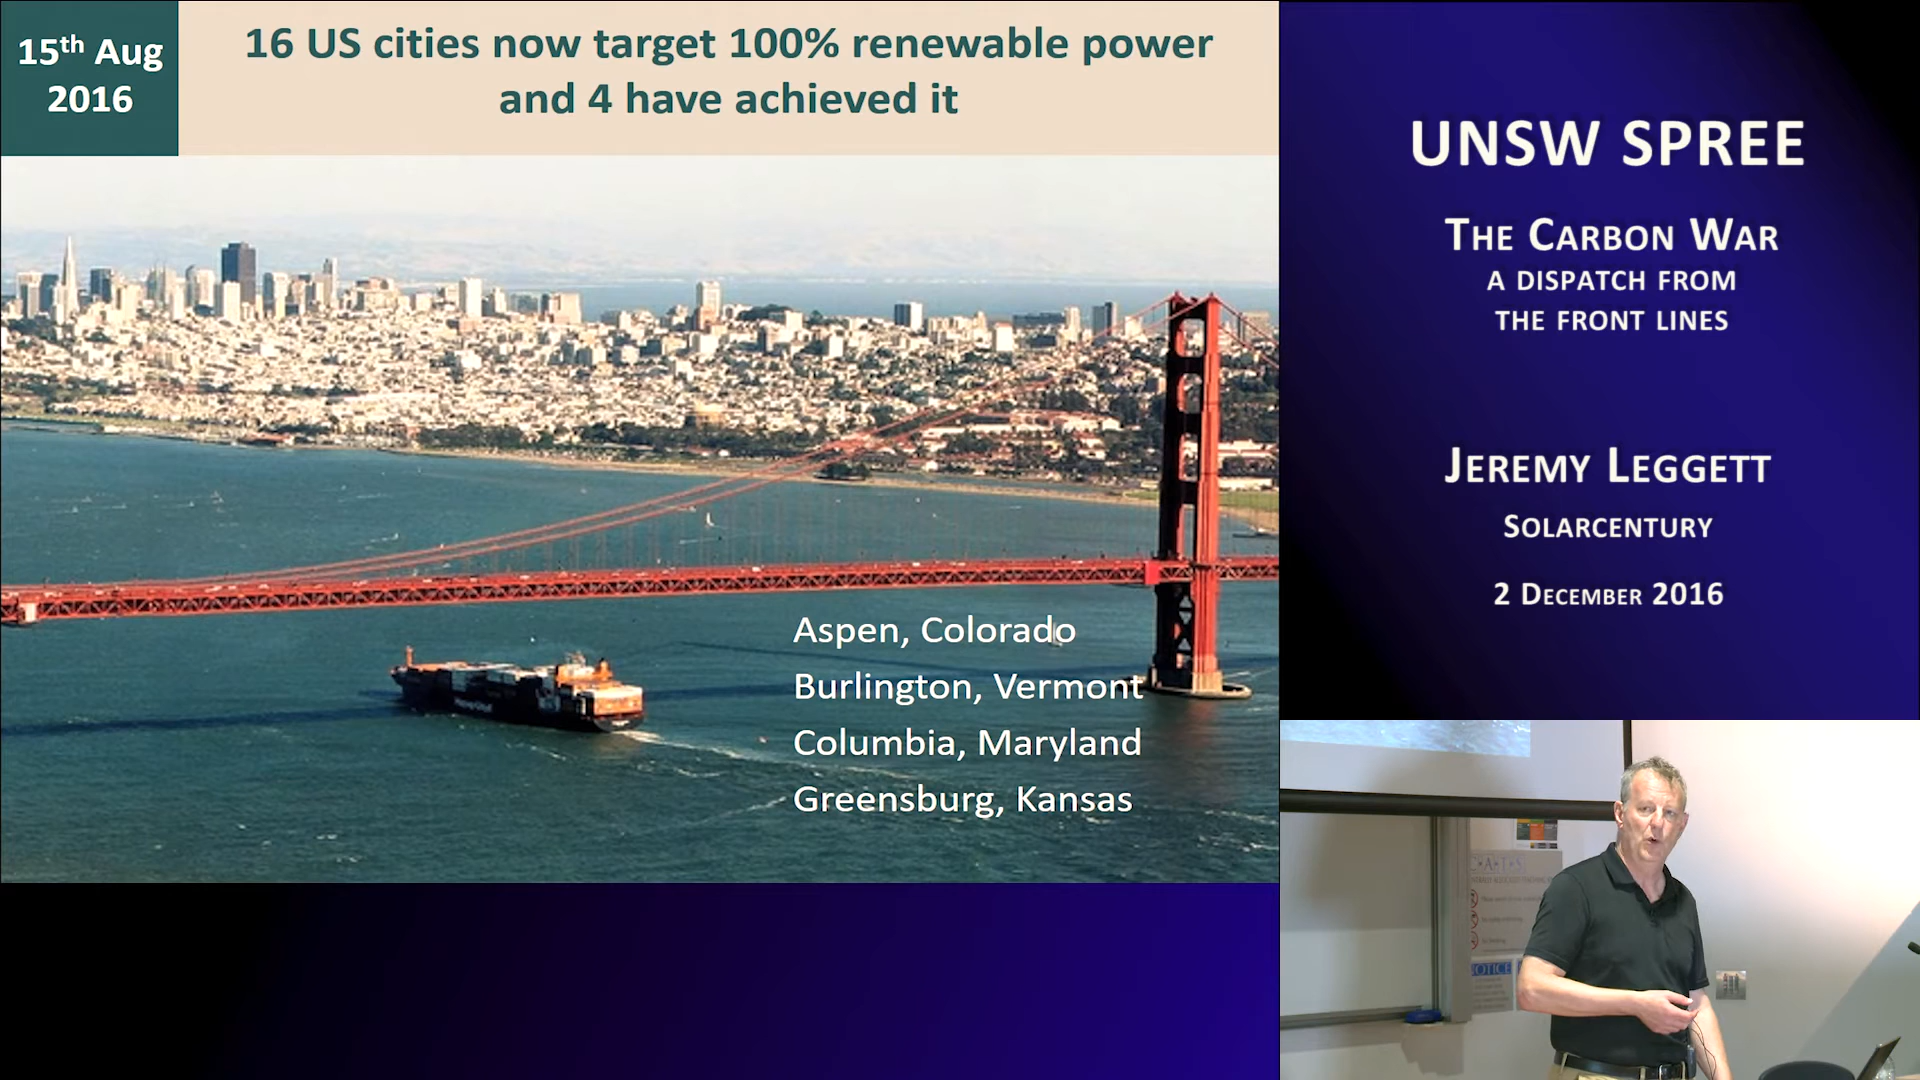 15th Aug
2016
16 US cities now target 100% renewable power
and 4 have achieved it
Aspen, Colorado
Burlington, Vermont
Columbia, Maryland
Greensburg, Kansas
UNSW SPREE
THE CARBON WAR
A DISPATCH FROM
THE FRONT LINES
JEREMY LEGGETT
SOLARCENTURY
2 DECEMBER 2016